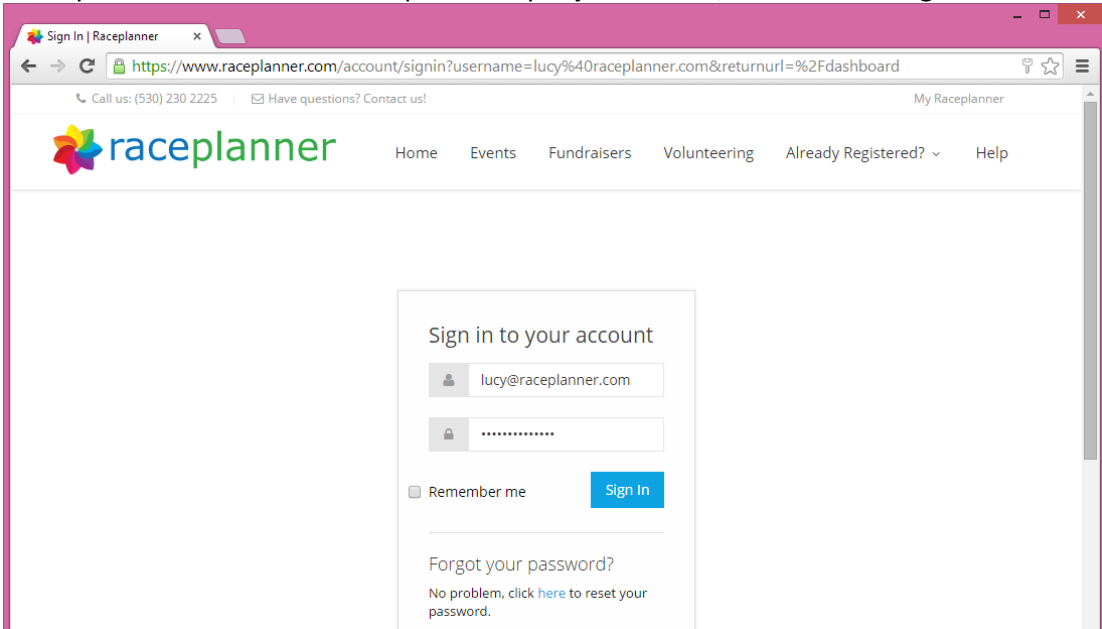 Sign In | Raceplanner
https://www.raceplanner.com/account/signin?username=lucy%40raceplanner.com&returnurl=%2Fdashboard
Call us: (530) 230 2225 Have questions? Contact us! My Raceplanner
raceplanner Home Events Fundraisers Volunteering Already Registered? Help
Sign in to your account
lucy@raceplanner.com
••••••••••••••
Remember me Sign In
Forgot your password?
No problem, click here to reset your
password.